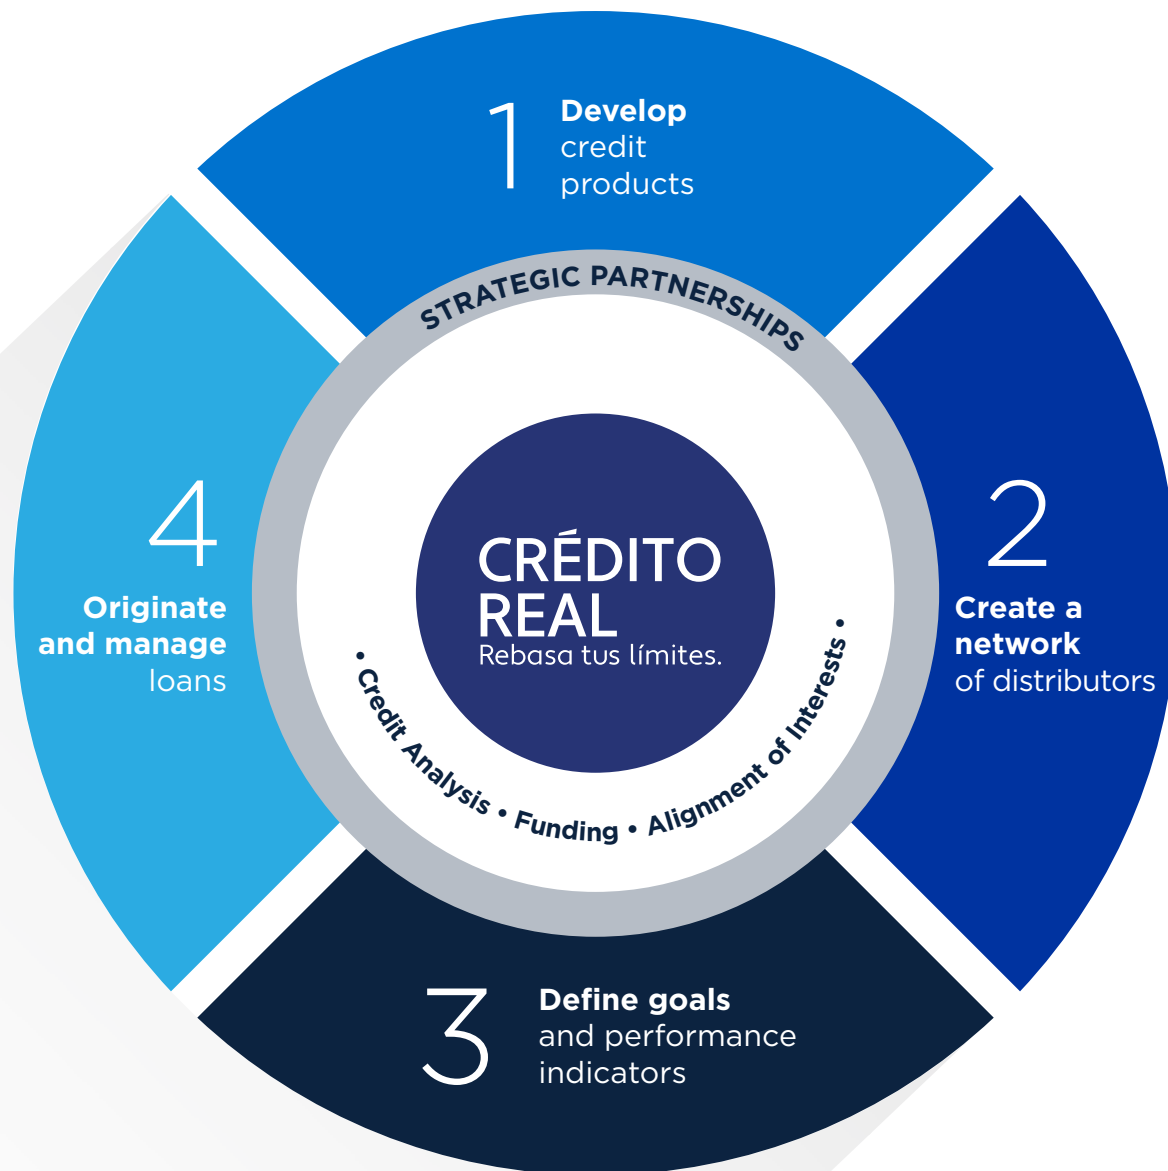 1
Develop
credit
products
STRATEGIC PARTNERSHIPS
2
Create a
network
of distributors
3
Define goals
and performance
indicators
4
Originate
and manage
loans
CRÉDITO
REAL
Rebasa tus límites.
• Credit Analysis • Funding • Alignment of Interests •